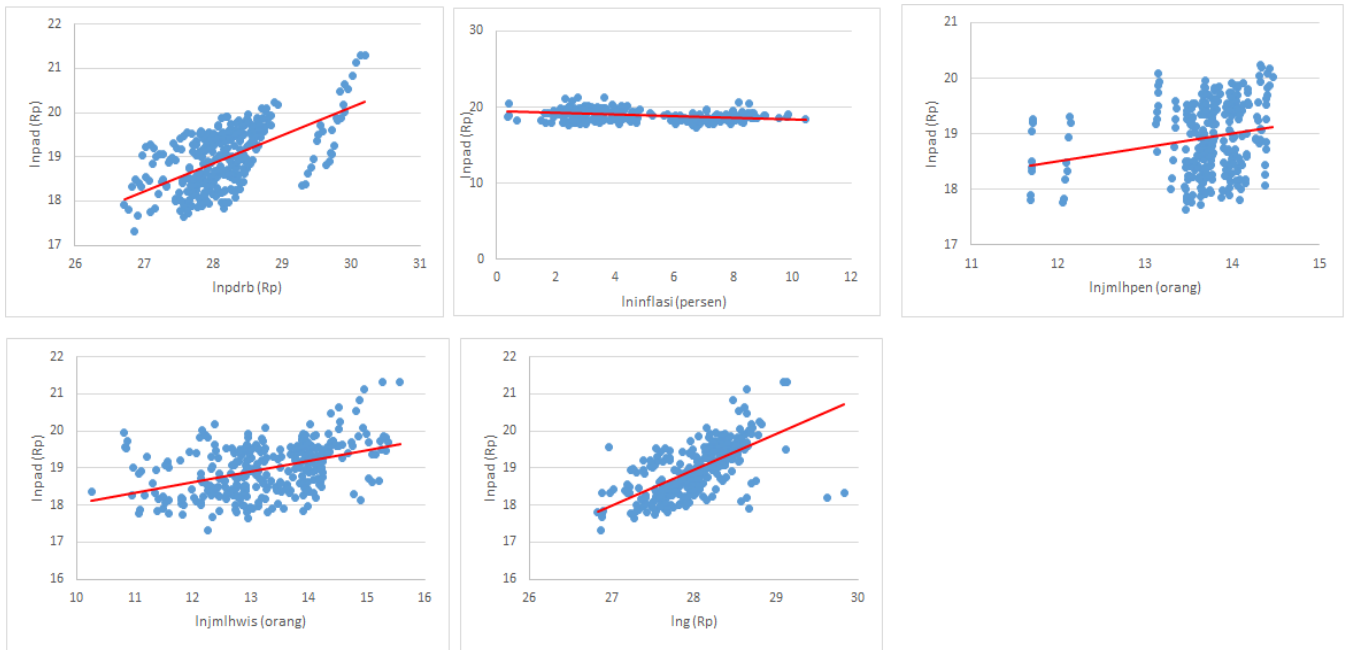 22
21
20
19
18
17
26 27 28 29 30 31
lnpad (Rp)
lnpdrb (Rp)
30
20
10
0
0 2 4 6 8 10 12
lnpad (Rp)
lninflasi (persen)
21
20
19
18
17
11 12 13 14 15
lnpad (Rp)
lnjmlhpen (orang)
22
21
20
19
18
17
16
10 11 12 13 14 15 16
lnpad (Rp)
lnjmlhwis (orang)
22
21
20
19
18
17
16
26 27 28 29 30
lnpad (Rp)
lng (Rp)